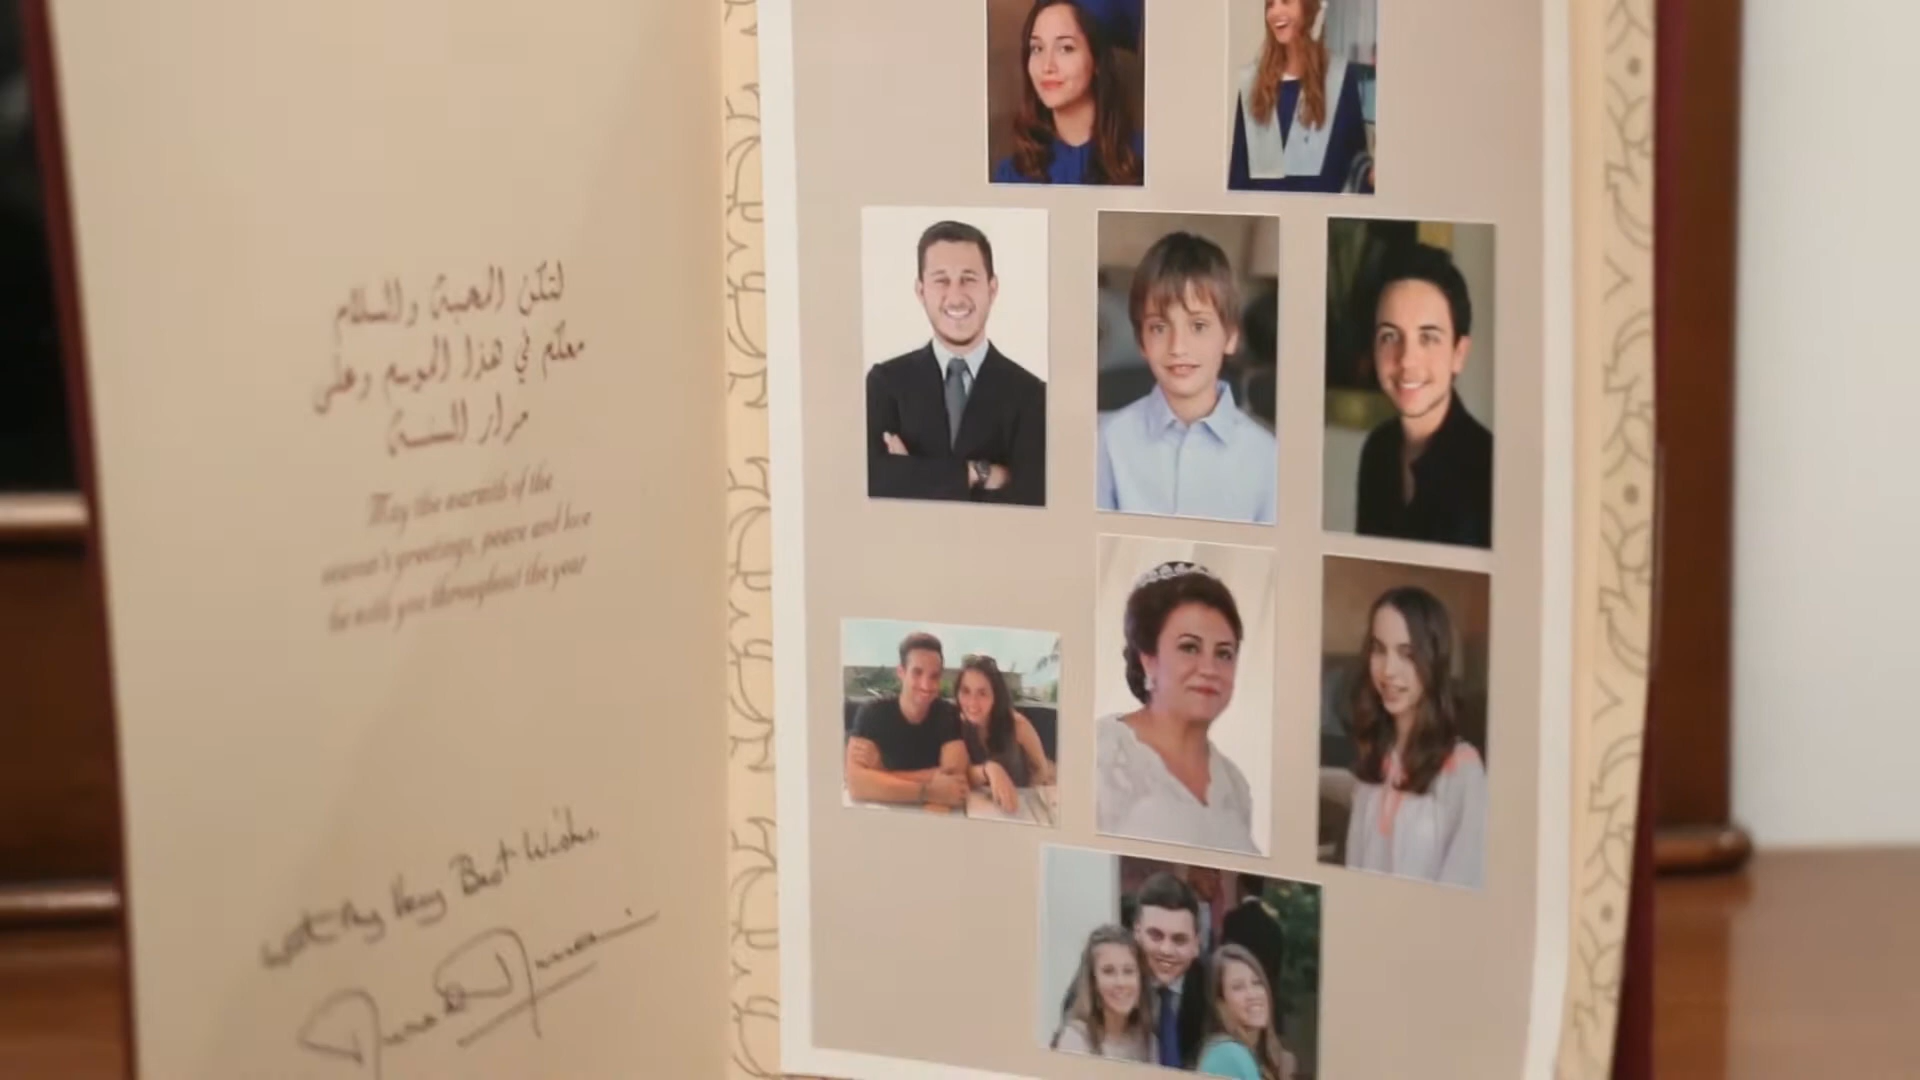 لتكن المحبة والسلام
معكم في هذا الموسم وعلى
مدار السنة
May the warmth of the
season's greetings, peace and love
be with you throughout the year
With My Very Best Wishes.